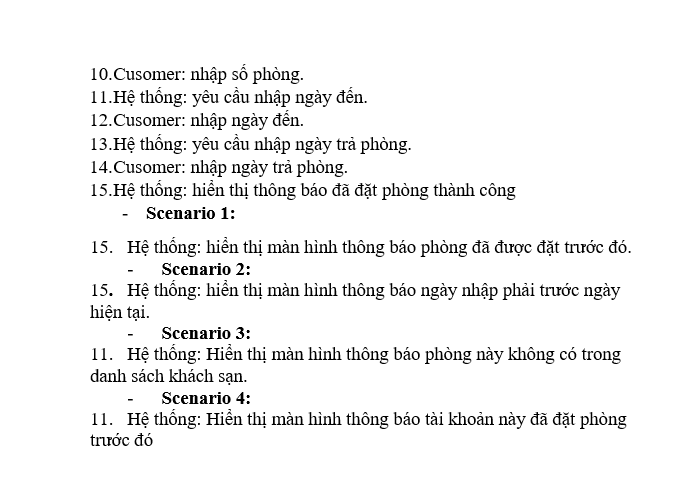 10.Cusomer: nhập số phòng.
11.Hệ thống: yêu cầu nhập ngày đến.
12.Cusomer: nhập ngày đến.
13.Hệ thống: yêu cầu nhập ngày trả phòng.
14.Cusomer: nhập ngày trả phòng.
15.Hệ thống: hiển thị thông báo đã đặt phòng thành công
- Scenario 1:
15. Hệ thống: hiển thị màn hình thông báo phòng đã được đặt trước đó.
- Scenario 2:
15. Hệ thống: hiển thị màn hình thông báo ngày nhập phải trước ngày
hiện tại.
- Scenario 3:
11. Hệ thống: Hiển thị màn hình thông báo phòng này không có trong
danh sách khách sạn.
- Scenario 4:
11. Hệ thống: Hiển thị màn hình thông báo tài khoản này đã đặt phòng
trước đó